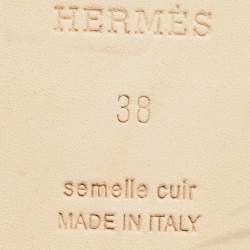 HERMÈS
38
semelle cuir
MADE IN ITALY